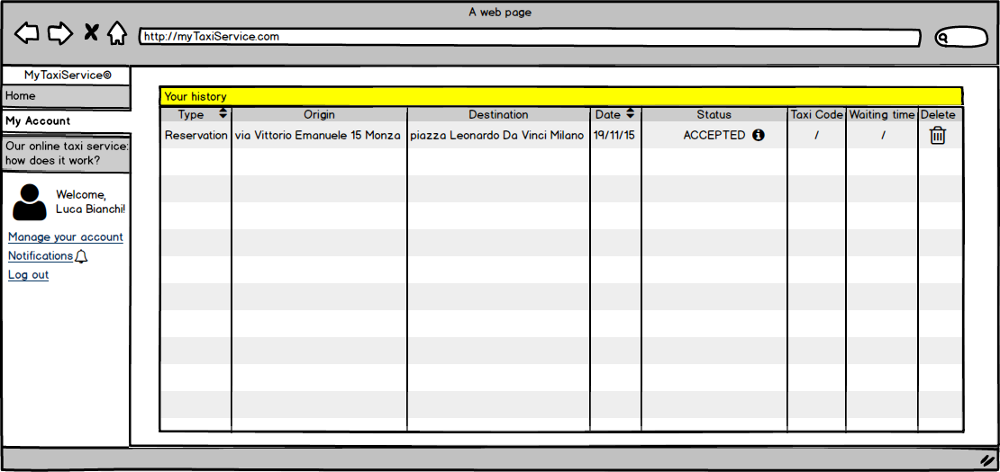 A web page
http://myTaxiService.com
MyTaxiService©
Home
My Account
Our online taxi service:
how does it work?
Welcome,
Luca Bianchi!
Manage your account
Notifications
Log out
Your history
Type Origin Destination Date Status Taxi Code Waiting time Delete
Reservation via Vittorio Emanuele 15 Monza piazza Leonardo Da Vinci Milano 19/11/15 ACCEPTED / /